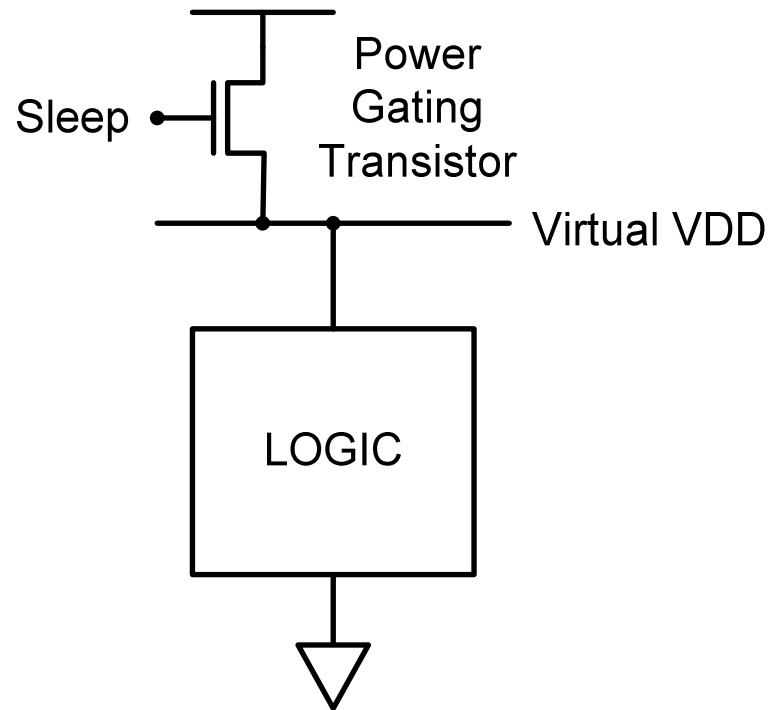 Power
Gating
Transistor
Sleep
Virtual VDD
LOGIC